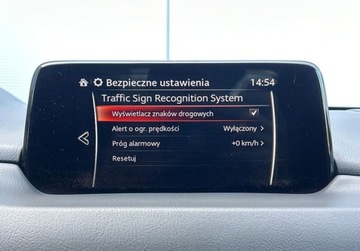 Bezpieczne ustawienia 14:54
Traffic Sign Recognition System
Wyświetlacz znaków drogowych
Alert o ogr. prędkości Wyłączony
Próg alarmowy +0 km/h
Resetuj